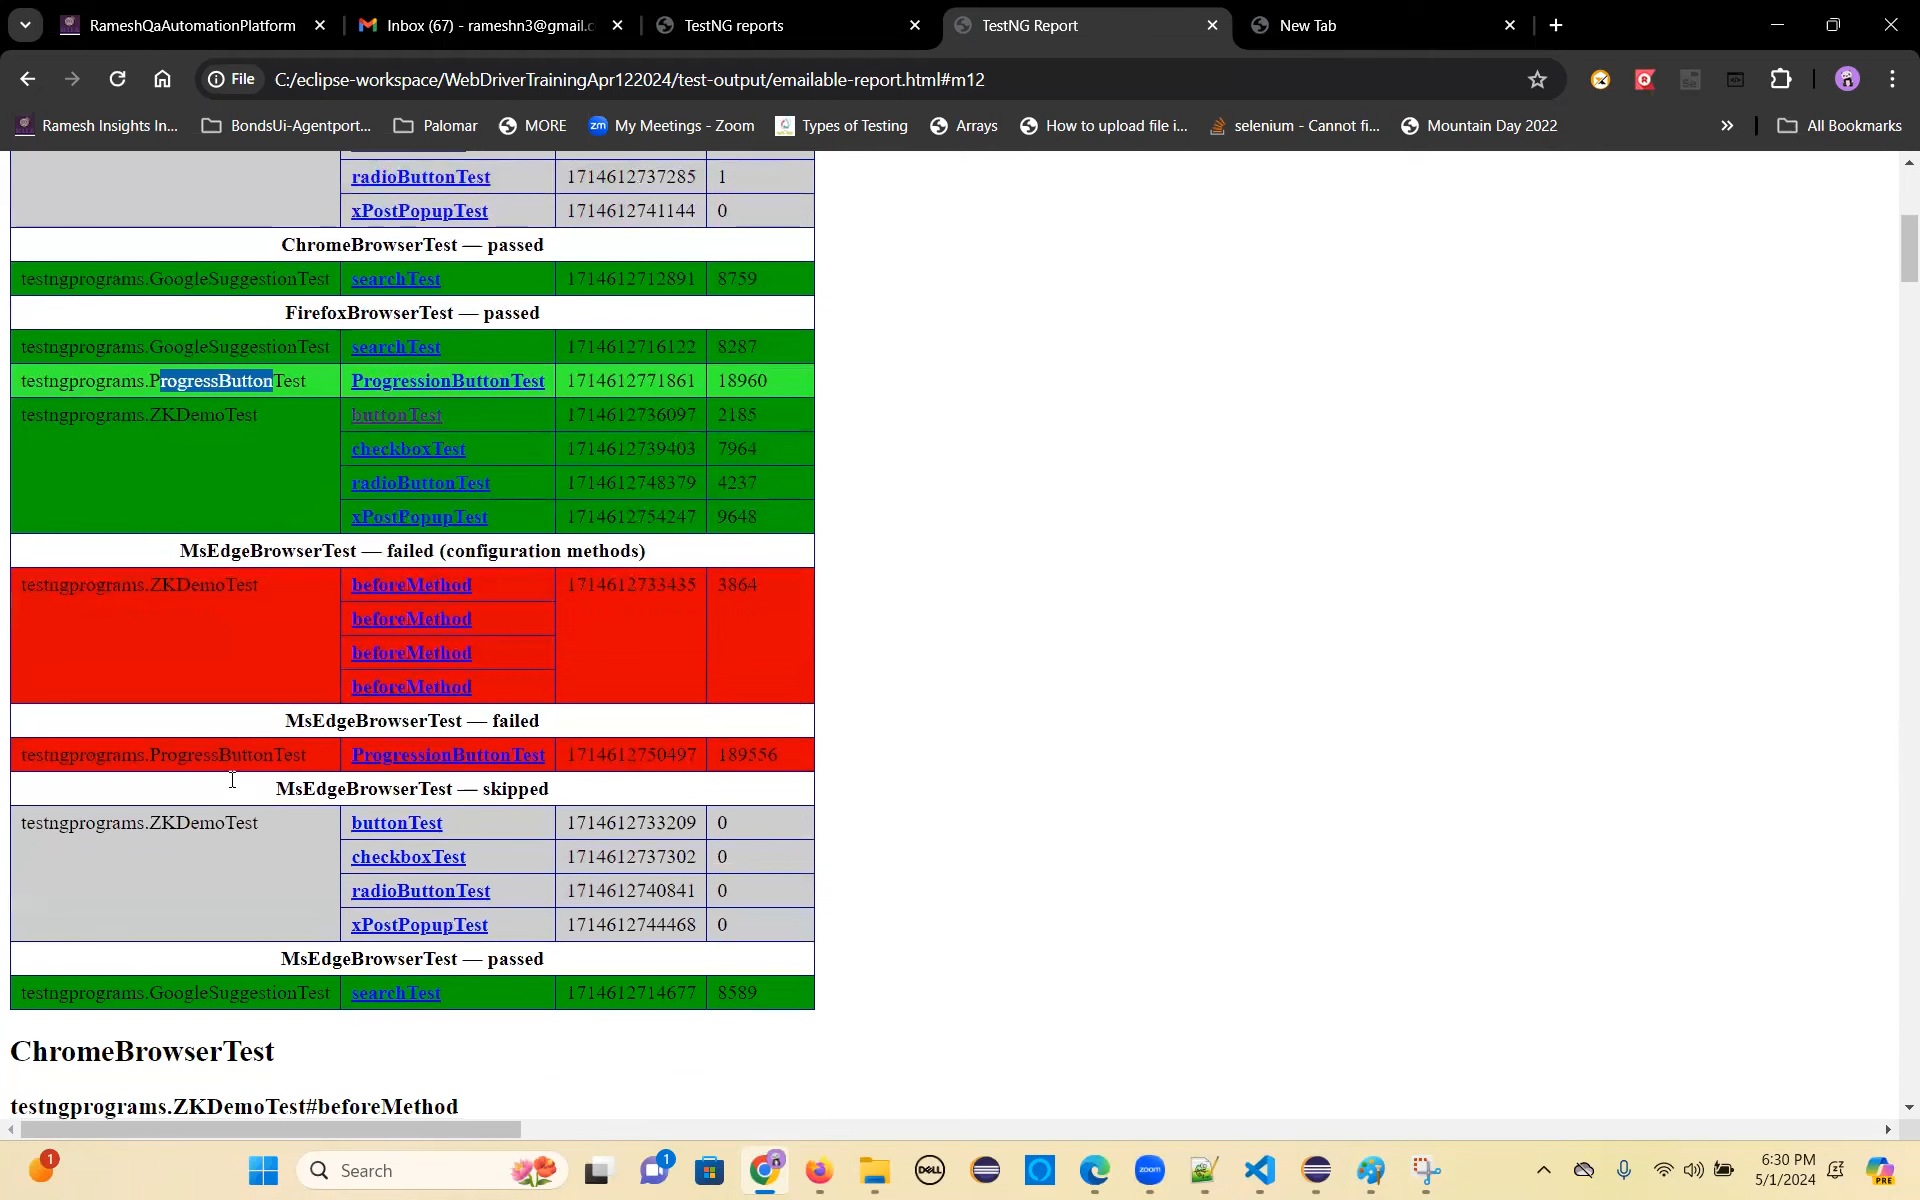 RameshQaAutomationPlatform
Inbox (67) - rameshn3@gmail.c
TestNG reports
TestNG Report
New Tab
File
C:/eclipse-workspace/WebDriverTrainingApr122024/test-output/emailable-report.html#m12
Ramesh Insights In...
BondsUi-Agentport...
Palomar
MORE
zm My Meetings - Zoom
Types of Testing
Arrays
How to upload file i...
selenium - Cannot fi...
Mountain Day 2022
All Bookmarks
radioButtonTest 1714612737285 1
xPostPopupTest 1714612741144 0
ChromeBrowserTest — passed
testngprograms.GoogleSuggestionTest searchTest 1714612712891 8759
FirefoxBrowserTest — passed
testngprograms.GoogleSuggestionTest searchTest 1714612716122 8287
testngprograms.ProgressButtonTest ProgressionButtonTest 1714612771861 18960
testngprograms.ZKDemoTest buttonTest 1714612736097 2185
checkboxTest 1714612739403 7964
radioButtonTest 1714612748379 4237
xPostPopupTest 1714612754247 9648
MsEdgeBrowserTest — failed (configuration methods)
testngprograms.ZKDemoTest beforeMethod 1714612733435 3864
beforeMethod
beforeMethod
beforeMethod
MsEdgeBrowserTest — failed
testngprograms.ProgressButtonTest ProgressionButtonTest 1714612750497 189556
MsEdgeBrowserTest — skipped
testngprograms.ZKDemoTest buttonTest 1714612733209 0
checkboxTest 1714612737302 0
radioButtonTest 1714612740841 0
xPostPopupTest 1714612744468 0
MsEdgeBrowserTest — passed
testngprograms.GoogleSuggestionTest searchTest 1714612714677 8589
ChromeBrowserTest
testngprograms.ZKDemoTest#beforeMethod
1
Search
1
DELL
zoom
6:30 PM
5/1/2024
PRE